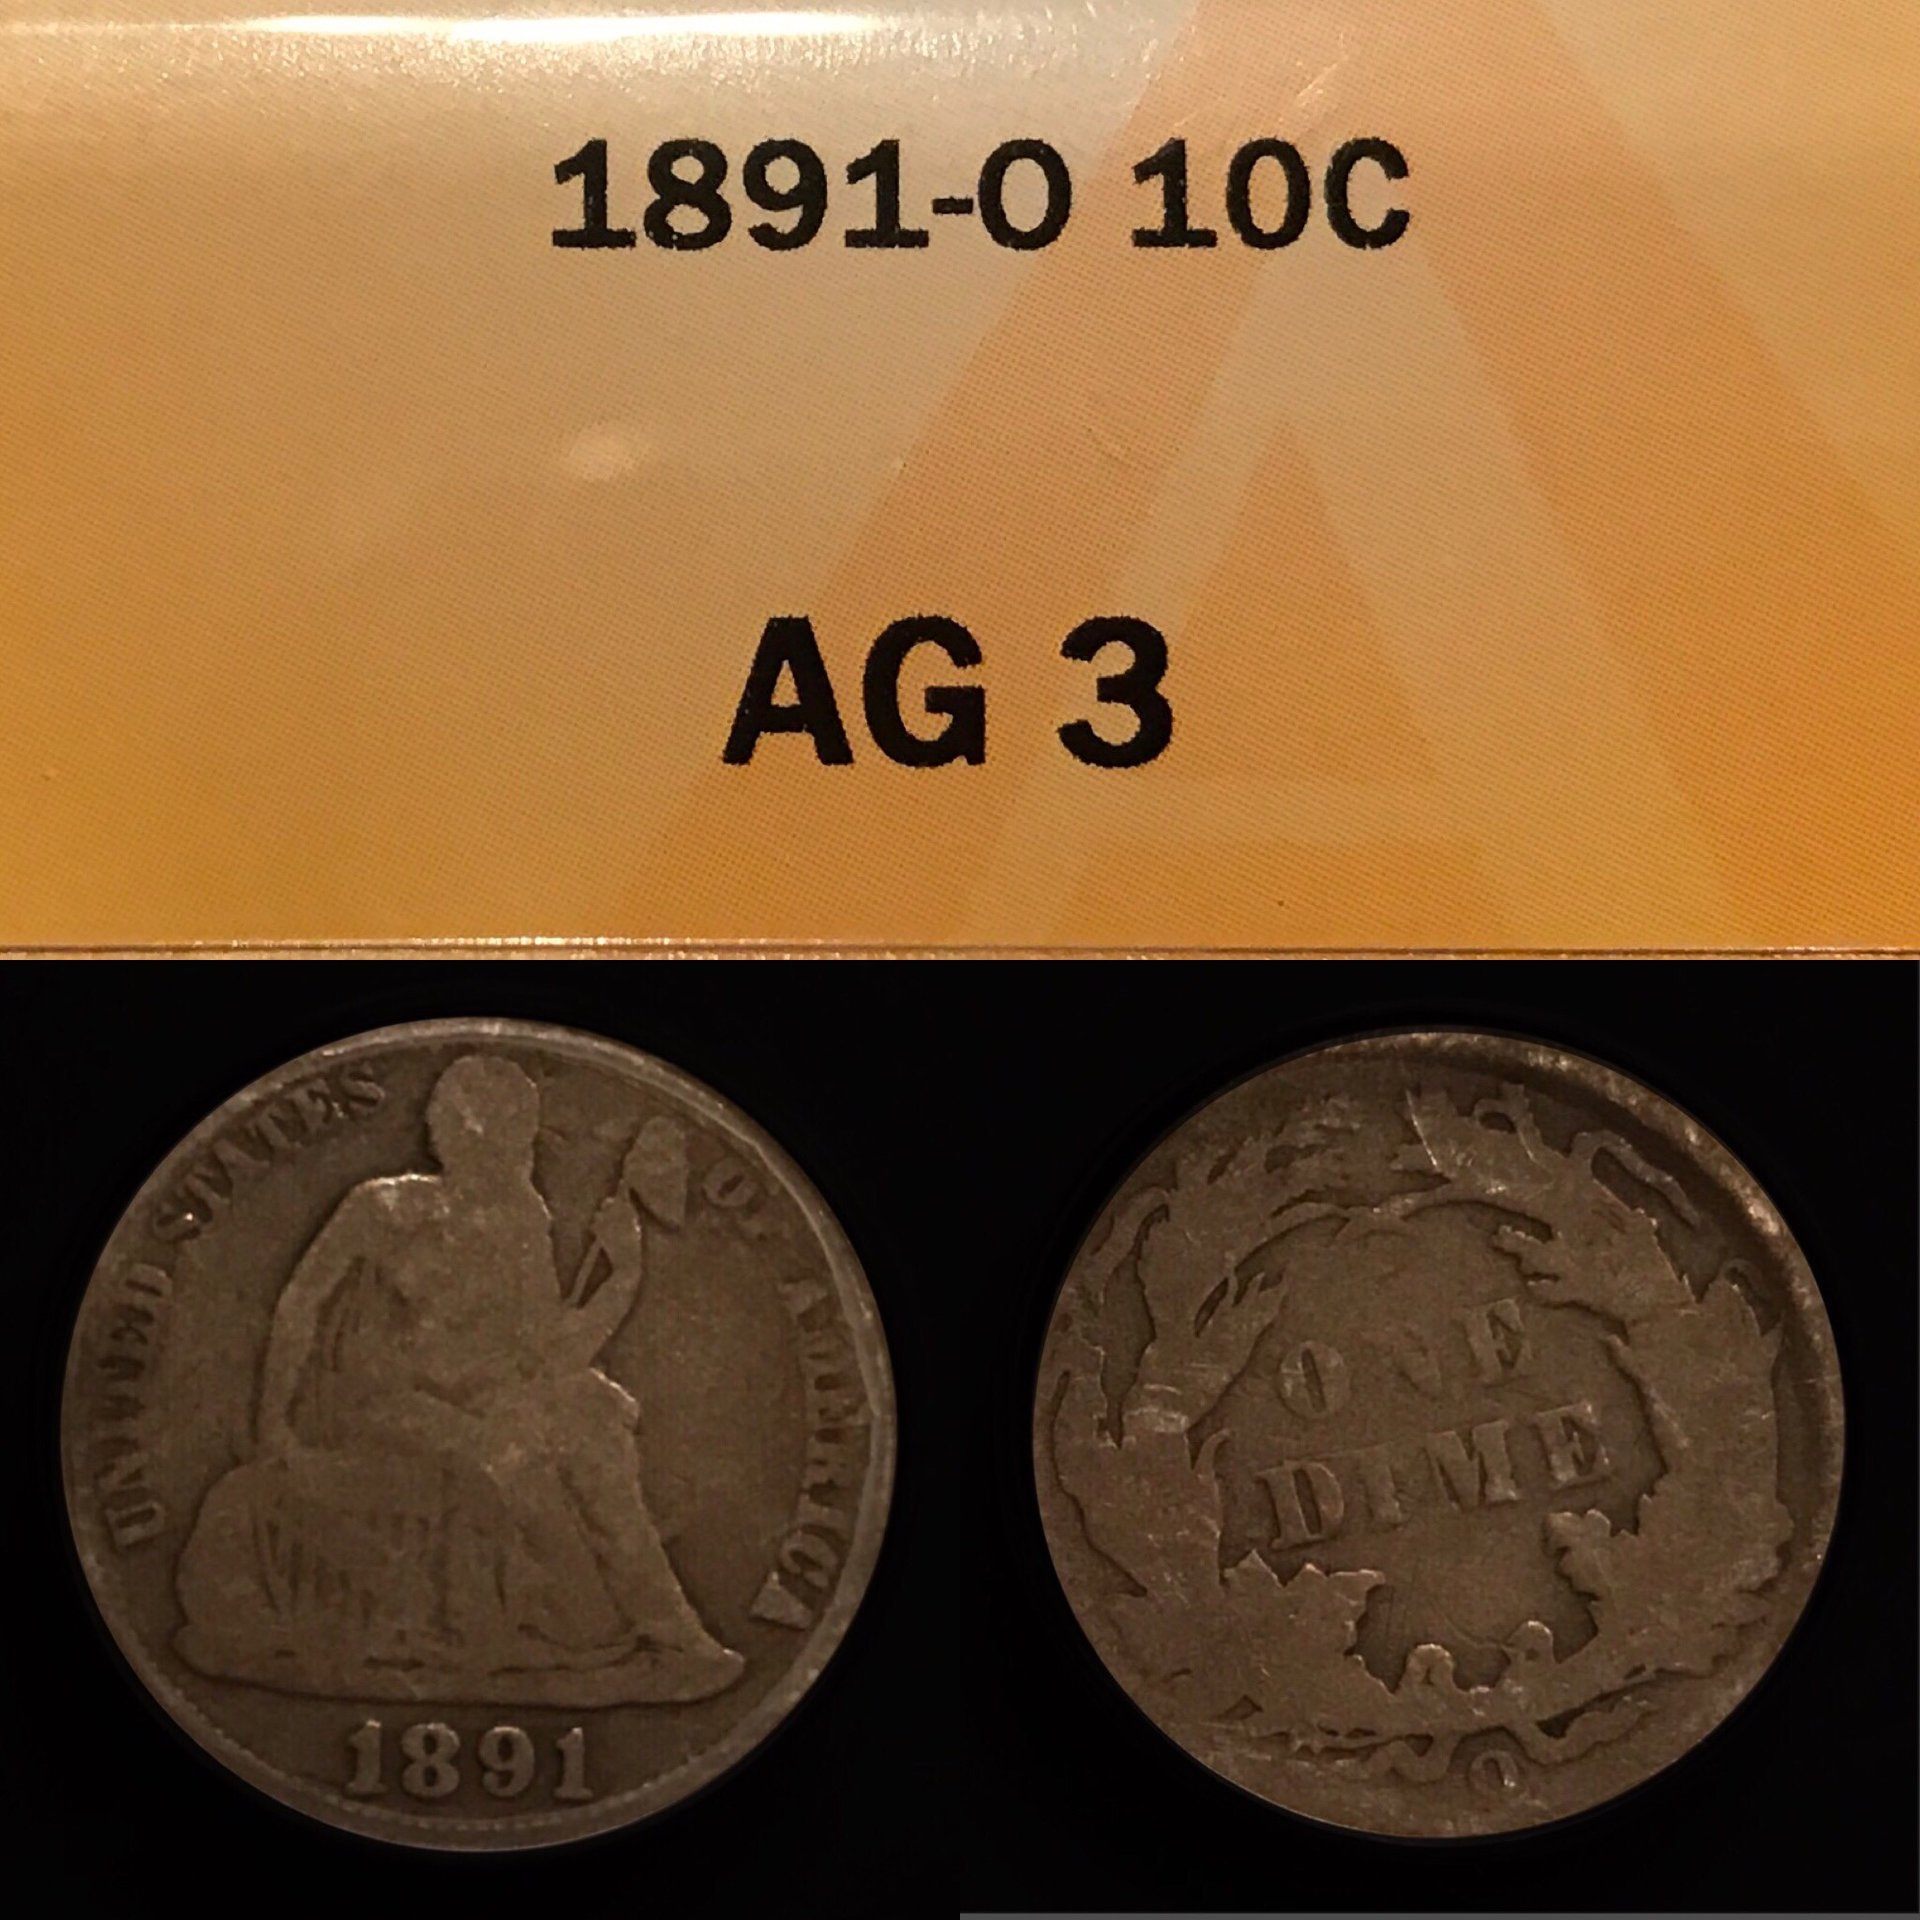 1891-O 10C
AG 3
UNITED STATES OF AMERICA
1891
ONE
DIME
O